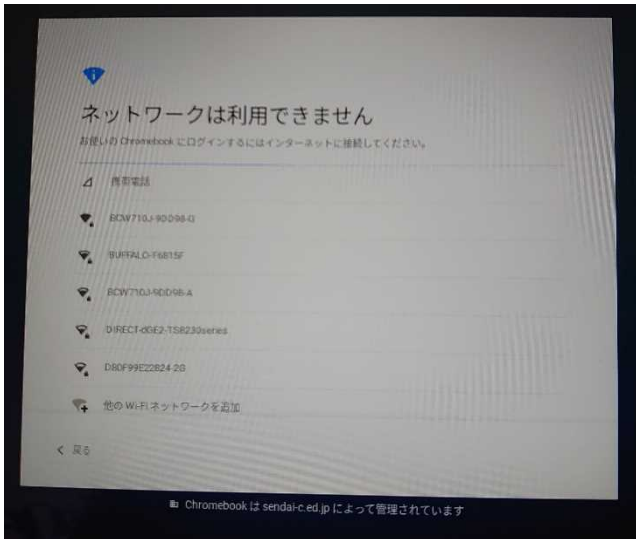 ネットワークは利用できません
お使いの Chromebook にログインするにはインターネットに接続してください。
携帯電話
BCW710J-9DD98-G
BUFFALO-F6815F
BCW710J-9DD9B-A
DIRECT-dGE2-TS8230series
DB0F99E22824-2G
他の Wi-Fi ネットワークを追加
戻る
Chromebook は sendai-c.ed.jp によって管理されています